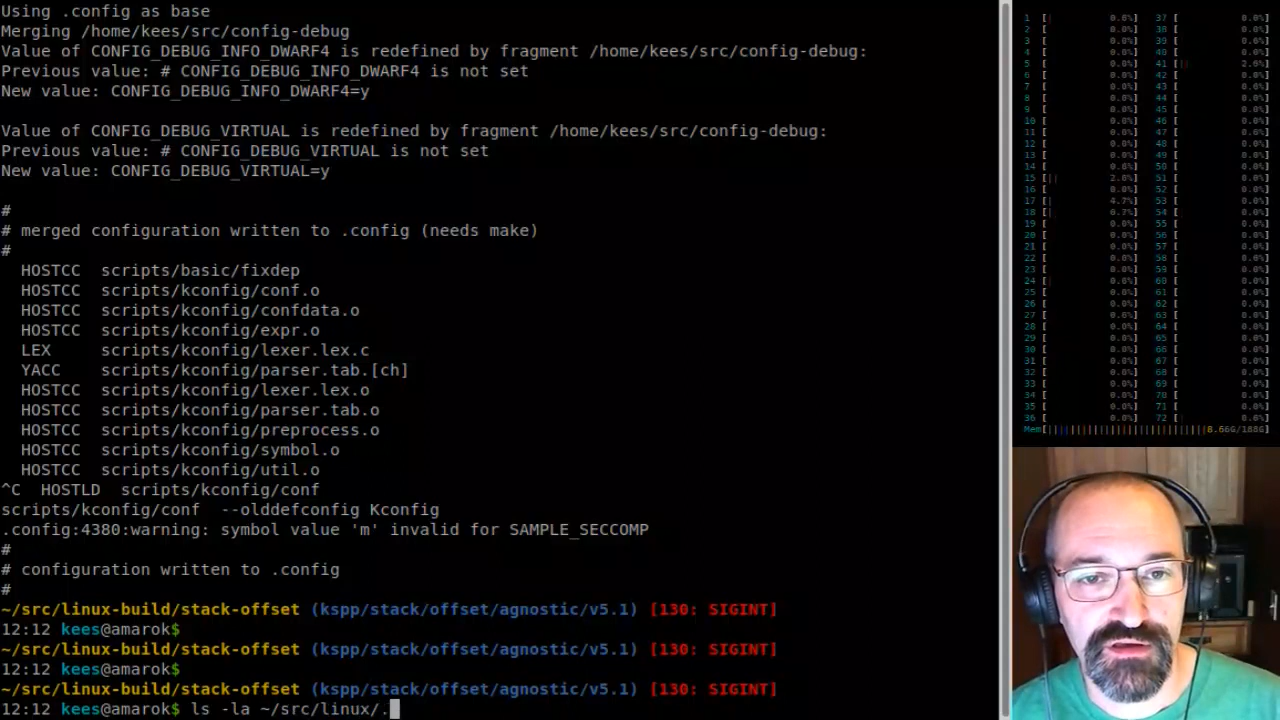 Using .config as base
Merging /home/kees/src/config-debug
Value of CONFIG_DEBUG_INFO_DWARF4 is redefined by fragment /home/kees/src/config-debug:
Previous value: # CONFIG_DEBUG_INFO_DWARF4 is not set
New value: CONFIG_DEBUG_INFO_DWARF4=y
Value of CONFIG_DEBUG_VIRTUAL is redefined by fragment /home/kees/src/config-debug:
Previous value: # CONFIG_DEBUG_VIRTUAL is not set
New value: CONFIG_DEBUG_VIRTUAL=y
#
# merged configuration written to .config (needs make)
#
HOSTCC scripts/basic/fixdep
HOSTCC scripts/kconfig/conf.o
HOSTCC scripts/kconfig/confdata.o
HOSTCC scripts/kconfig/expr.o
LEX scripts/kconfig/lexer.lex.c
YACC scripts/kconfig/parser.tab.[ch]
HOSTCC scripts/kconfig/lexer.lex.o
HOSTCC scripts/kconfig/parser.tab.o
HOSTCC scripts/kconfig/preprocess.o
HOSTCC scripts/kconfig/symbol.o
HOSTCC scripts/kconfig/util.o
^C HOSTLD scripts/kconfig/conf
scripts/kconfig/conf --olddefconfig Kconfig
.config:4380:warning: symbol value 'm' invalid for SAMPLE_SECCOMP
#
# configuration written to .config
#
~/src/linux-build/stack-offset (kspp/stack/offset/agnostic/v5.1) [130: SIGINT]
12:12 kees@amarok$
~/src/linux-build/stack-offset (kspp/stack/offset/agnostic/v5.1) [130: SIGINT]
12:12 kees@amarok$
~/src/linux-build/stack-offset (kspp/stack/offset/agnostic/v5.1) [130: SIGINT]
12:12 kees@amarok$ ls -la ~/src/linux/.